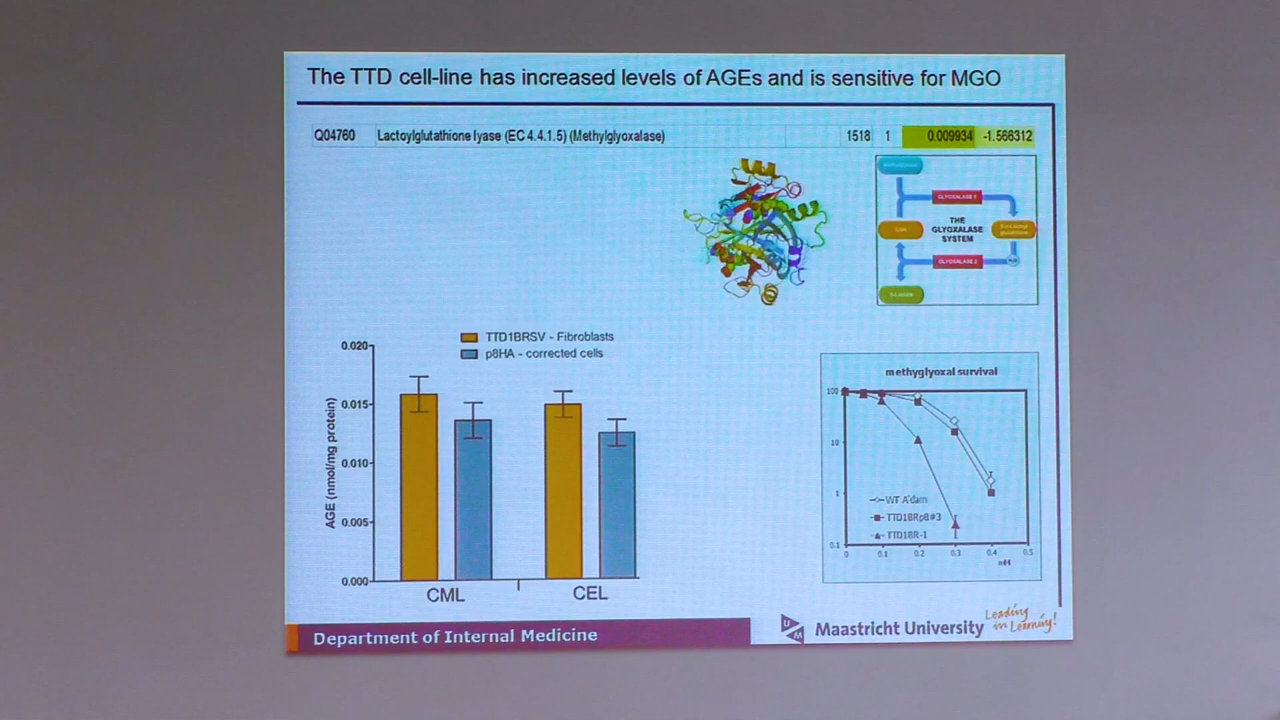 The TTD cell-line has increased levels of AGEs and is sensitive for MGO
Q04760 Lactoylglutathione lyase (EC 4.4.1.5) (Methylglyoxalase) 1518 1 0.009934 -1.566312
GLYOXALASE 1
THE
GLYOXALASE
SYSTEM
GLYOXALASE 2
TTD1BRSV - Fibroblasts
p8HA - corrected cells
AGE (nmol/mg protein)
0.020
0.015
0.010
0.005
0.000
CML
CEL
methyglyoxal survival
100
10
1
0.1
WT A'dam
TTD1BRp8#3
TTD1BR-1
0 0.1 0.2 0.3 0.4 0.5
Department of Internal Medicine
Maastricht University
Leading
in Learning!